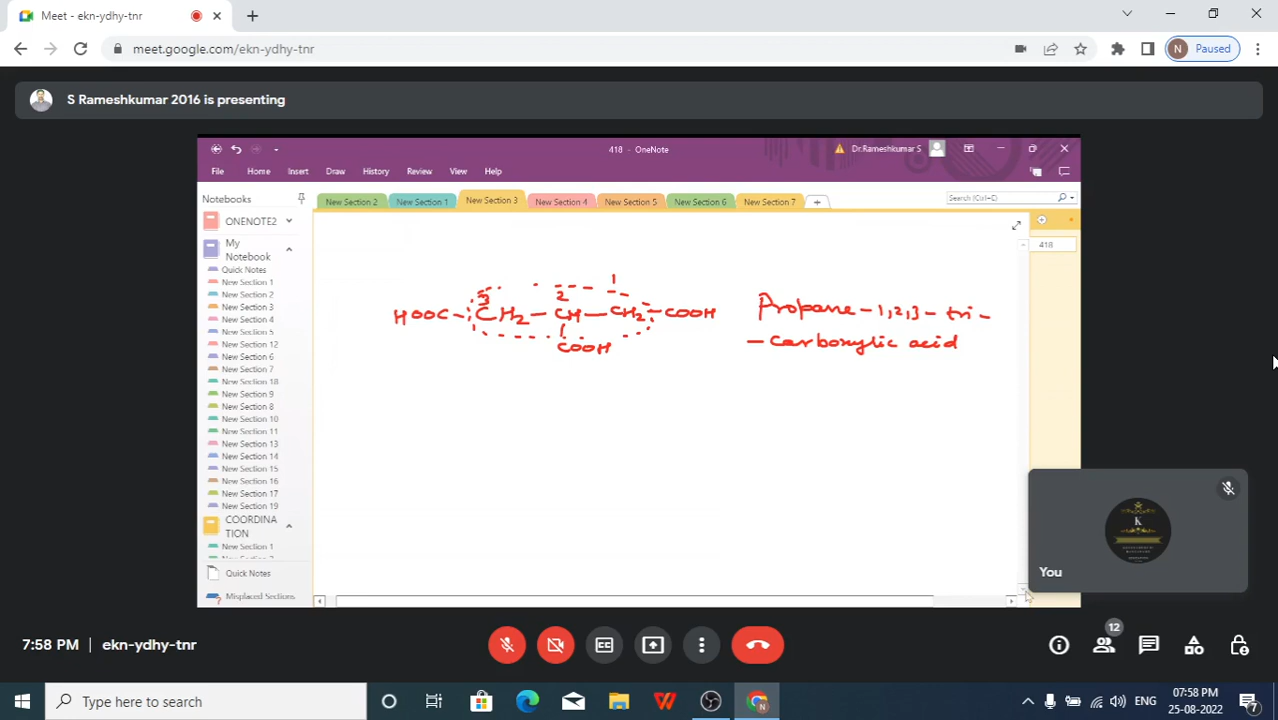 Meet - ekn-ydhy-tnr
meet.google.com/ekn-ydhy-tnr
N Paused
S Rameshkumar 2016 is presenting
418 - OneNote
Dr.Rameshkumar S
File Home Insert Draw History Review View Help
Notebooks
New Section 2 New Section 1 New Section 3 New Section 4 New Section 5 New Section 6 New Section 7
Search (Ctrl+E)
ONENOTE2
My
Notebook
Quick Notes
New Section 1
New Section 2
New Section 3
New Section 4
New Section 5
New Section 12
New Section 6
New Section 7
New Section 18
New Section 9
New Section 8
New Section 10
New Section 11
New Section 13
New Section 14
New Section 15
New Section 16
New Section 17
New Section 19
COORDINA
TION
New Section 1
Quick Notes
Misplaced Sections
418
3 2 1
HOOC - CH2 - CH - CH2 - COOH
COOH
Propane - 1,2,3 - tri -
- carboxylic acid
K
You
7:58 PM | ekn-ydhy-tnr
12
Type here to search
ENG
07:58 PM
25-08-2022
7